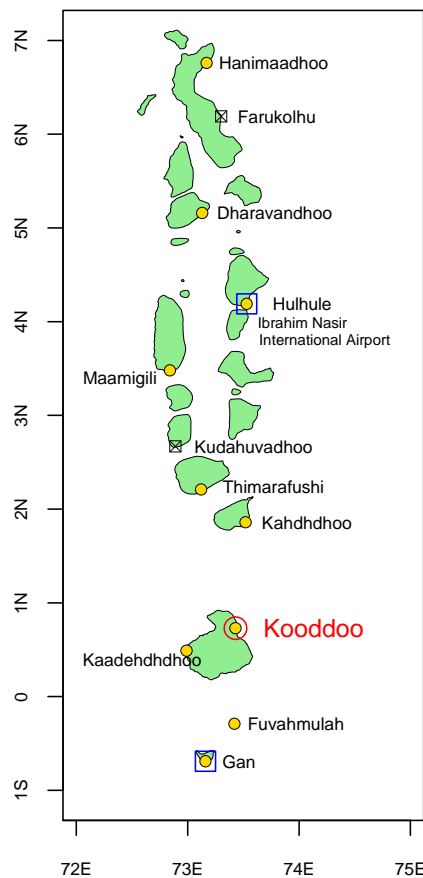 7N
Hanimaadhoo
6N
Farukolhu
Dharavandhoo
5N
Hulhule
Ibrahim Nasir
International Airport
4N
Maamigili
3N
Kudahuvadhoo
Thimarafushi
2N
Kahdhdhoo
1N
Kooddoo
Kaadehdhdhoo
0
Fuvahmulah
Gan
1S
72E 73E 74E 75E